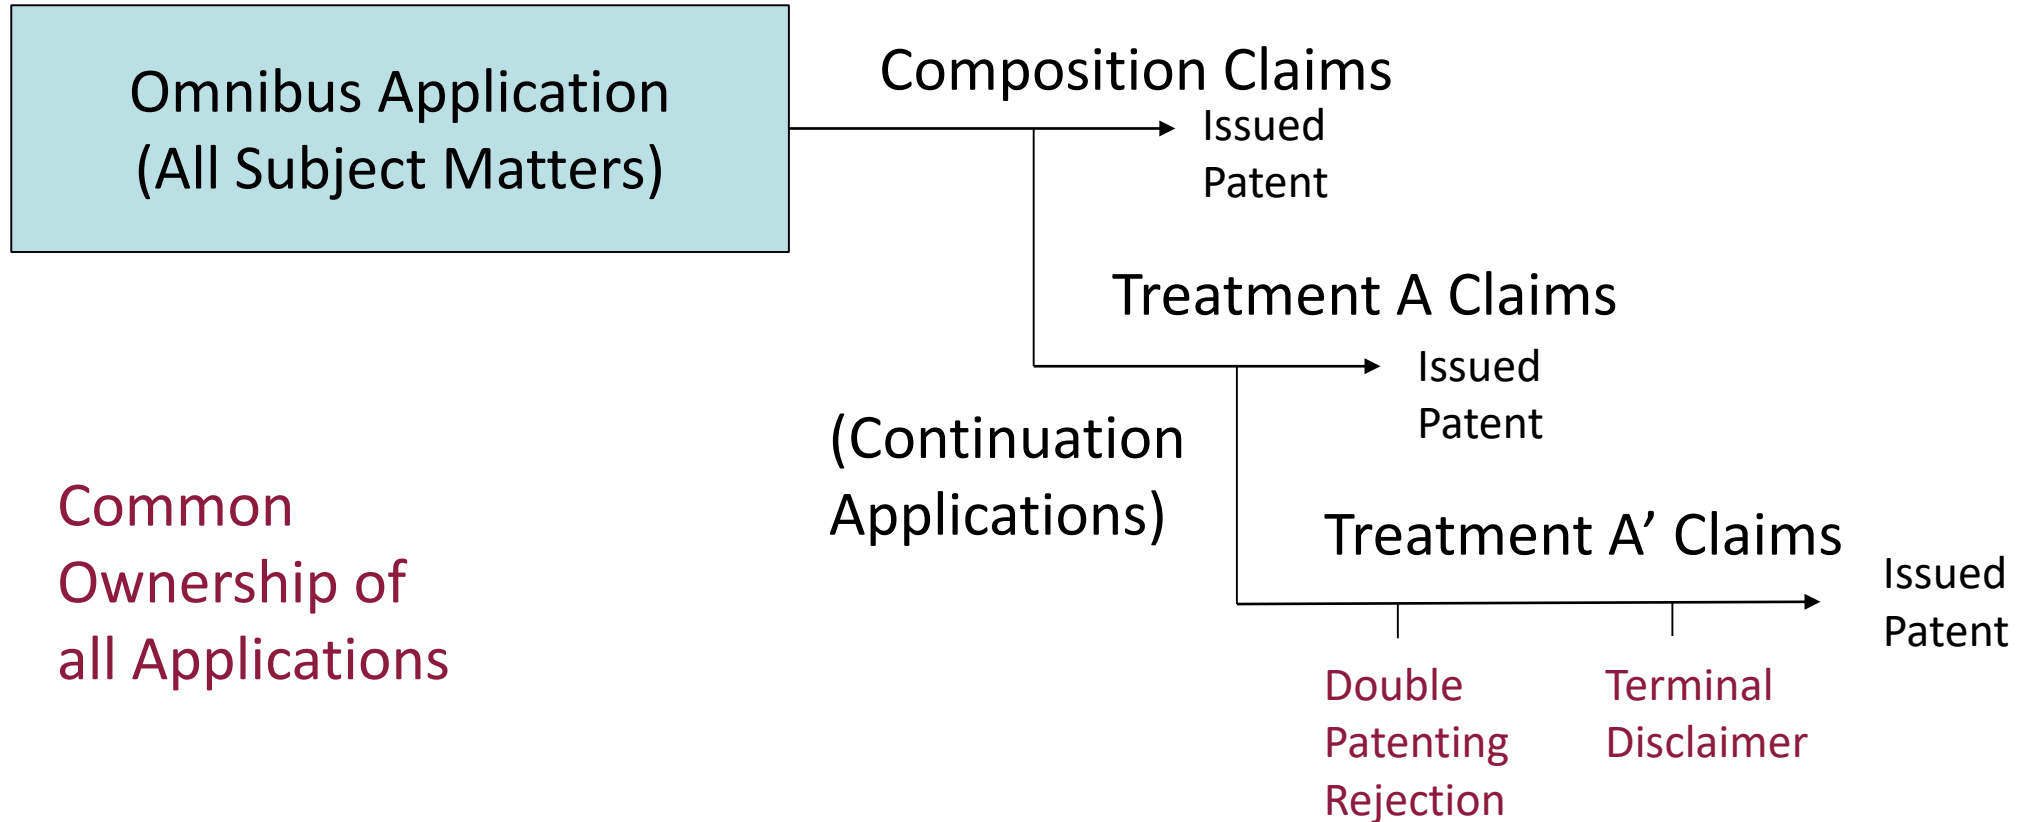 Omnibus Application
(All Subject Matters)
Composition Claims
Issued
Patent
Treatment A Claims
Issued
Patent
(Continuation
Applications)
Common
Ownership of
all Applications
Treatment A’ Claims
Issued
Patent
Double
Patenting
Rejection
Terminal
Disclaimer